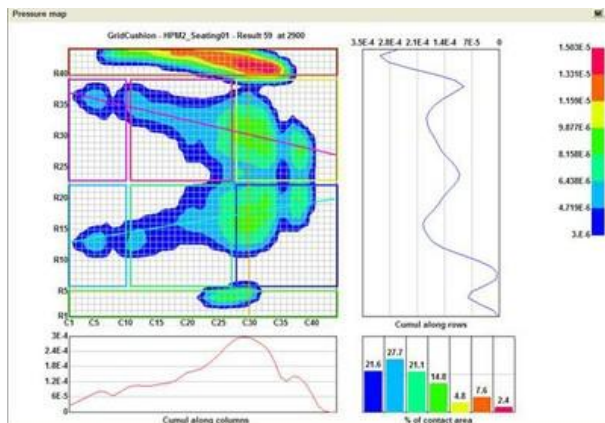 Pressure map
GridCushion - HPM2_Seating01 - Result 59 at 2900
3.5E-4 2.8E-4 2.1E-4 1.4E-4 7E-5 0
R40
R35
R30
R25
R20
R15
R10
R5
R1
C1 C5 C10 C15 C20 C25 C30 C35 C40
1.503E-5
1.331E-5
1.159E-5
9.877E-6
8.158E-6
6.438E-6
4.719E-6
3.E-6
Cumul along rows
3E-4
2.4E-4
1.8E-4
1.2E-4
6E-5
0
Cumul along columns
21.6 27.7 21.1 14.8 4.8 7.6 2.4
% of contact area